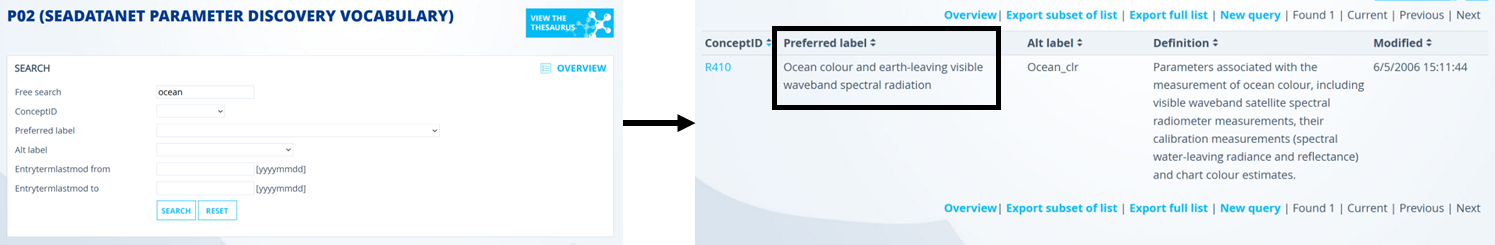 P02 (SEADATANET PARAMETER DISCOVERY VOCABULARY)
VIEW THE
THESAURUS
SEARCH
OVERVIEW
Free search ocean
ConceptID
Preferred label
Alt label
Entrytermlastmod from [yyyymmdd]
Entrytermlastmod to [yyyymmdd]
SEARCH RESET
Overview| Export subset of list | Export full list | New query | Found 1 | Current | Previous | Next
ConceptID Preferred label Alt label Definition Modified
R410 Ocean colour and earth-leaving visible Ocean_clr Parameters associated with the 6/5/2006 15:11:44
waveband spectral radiation measurement of ocean colour, including
visible waveband satellite spectral
radiometer measurements, their
calibration measurements (spectral
water-leaving radiance and reflectance)
and chart colour estimates.
Overview| Export subset of list | Export full list | New query | Found 1 | Current | Previous | Next